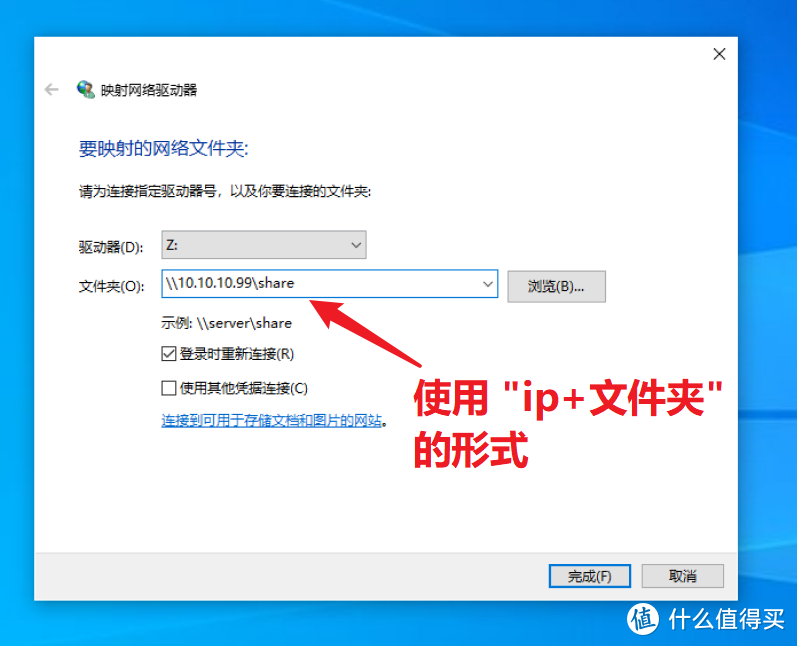 映射网络驱动器
要映射的网络文件夹:
请为连接指定驱动器号，以及你要连接的文件夹:
驱动器(D): Z:
文件夹(O): \\10.10.10.99\share 浏览(B)...
示例: \\server\share
登录时重新连接(R)
使用其他凭据连接(C)
连接到可用于存储文档和图片的网站。
使用 "ip+文件夹"
的形式
完成(F) 取消
值 什么值得买